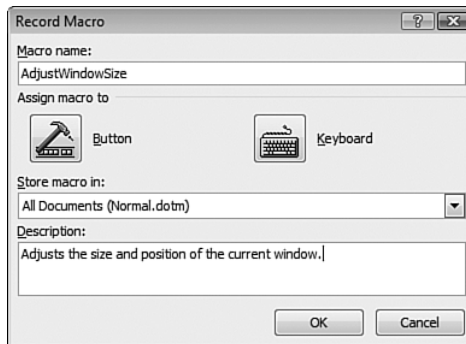 Record Macro
Macro name:
AdjustWindowSize
Assign macro to
Button
Keyboard
Store macro in:
All Documents (Normal.dotm)
Description:
Adjusts the size and position of the current window.
OK Cancel